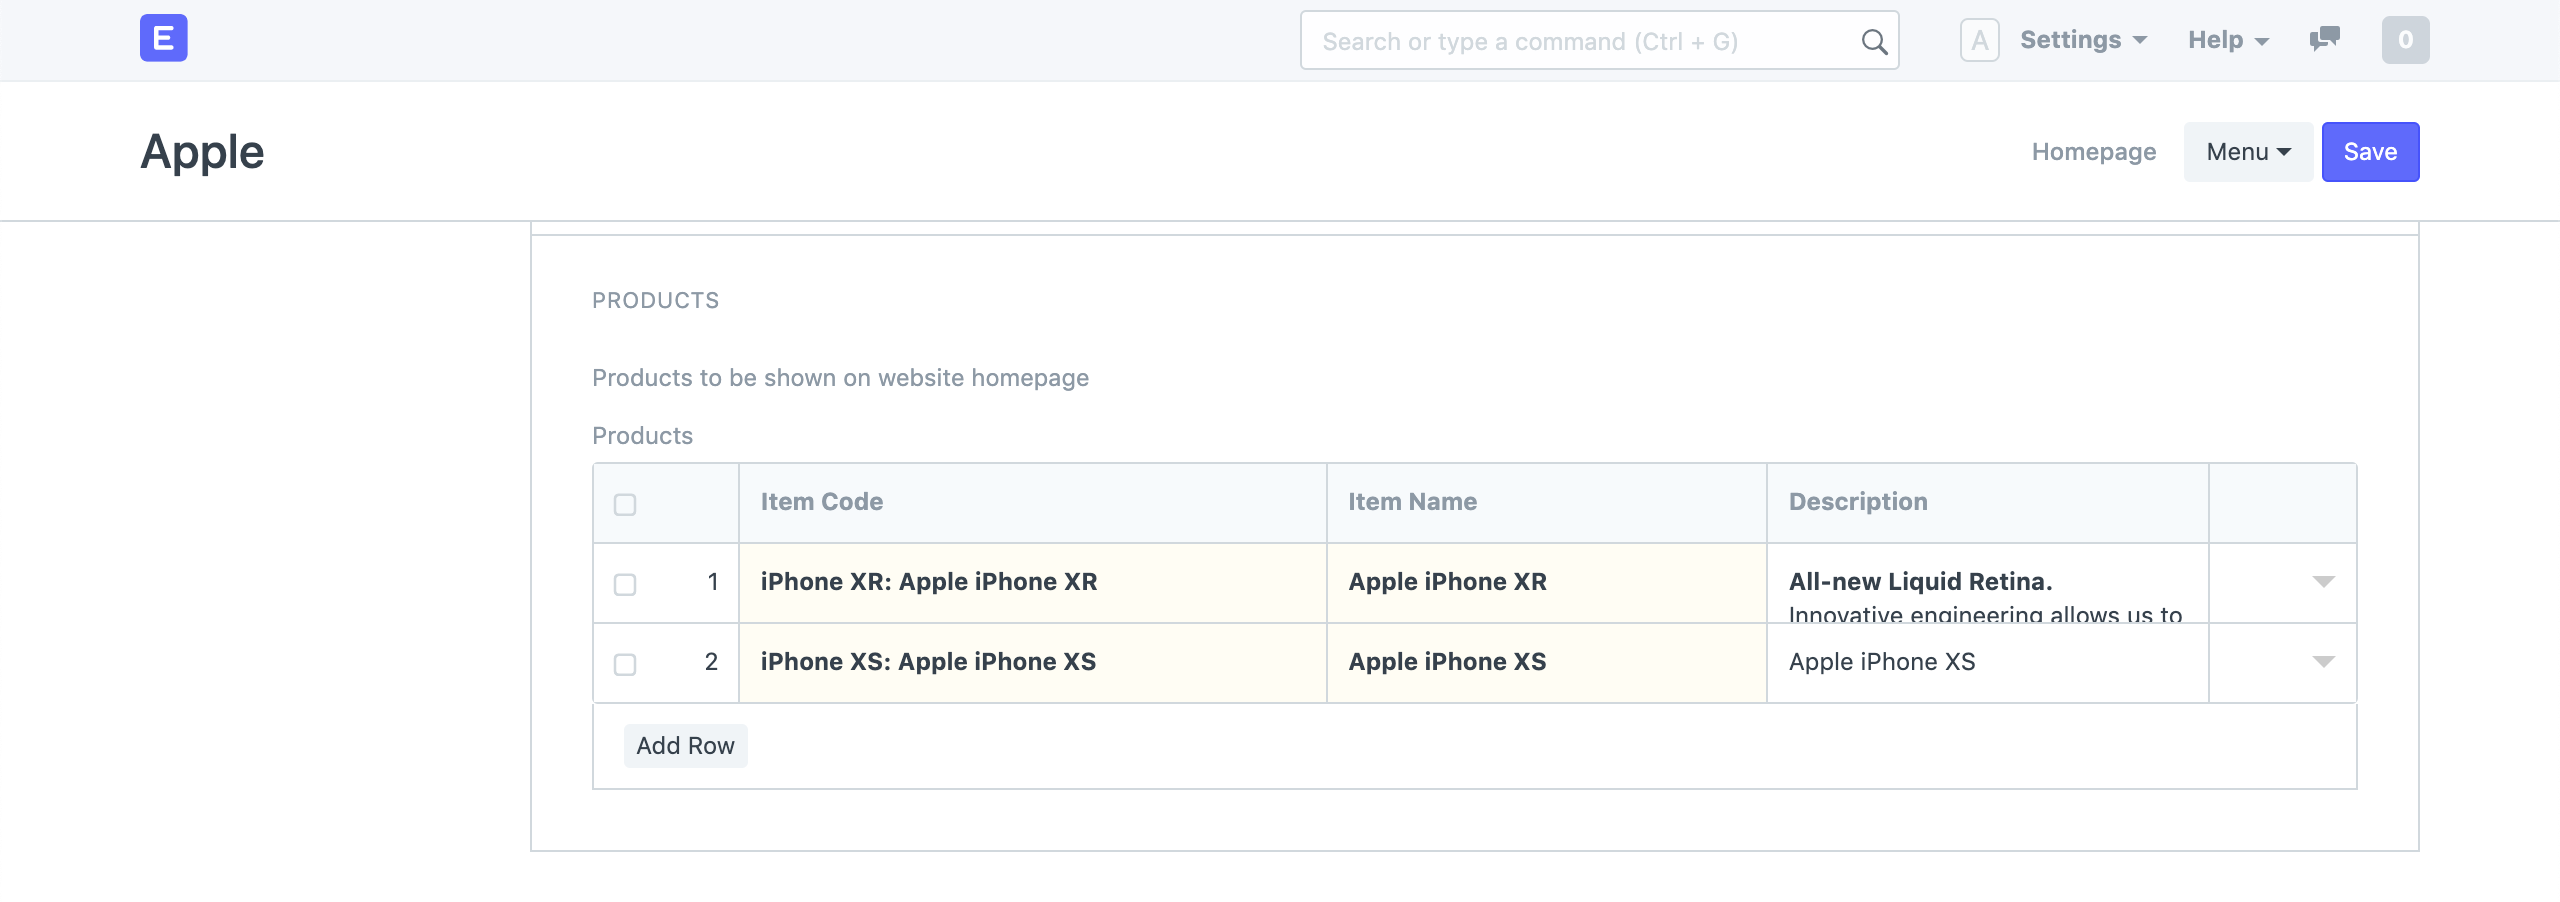 E
Search or type a command (Ctrl + G)
A
Settings
Help
0
Apple
Homepage
Menu
Save
PRODUCTS
Products to be shown on website homepage
Products
Item Code
Item Name
Description
1
iPhone XR: Apple iPhone XR
Apple iPhone XR
All-new Liquid Retina.
Innovative engineering allows us to
2
iPhone XS: Apple iPhone XS
Apple iPhone XS
Apple iPhone XS
Add Row